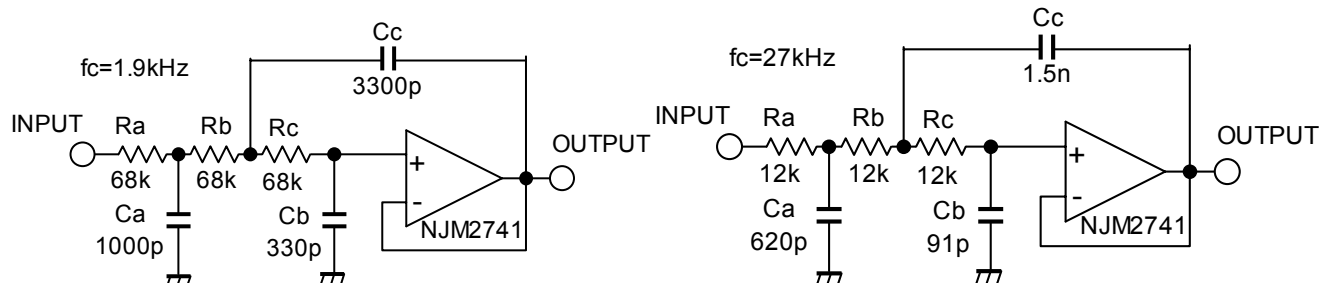 fc=1.9kHz
Cc
3300p
INPUT
Ra
Rb
Rc
68k
68k
68k
OUTPUT
+
-
Ca
1000p
Cb
330p
NJM2741
fc=27kHz
Cc
1.5n
INPUT
Ra
Rb
Rc
12k
12k
12k
OUTPUT
+
-
Ca
620p
Cb
91p
NJM2741